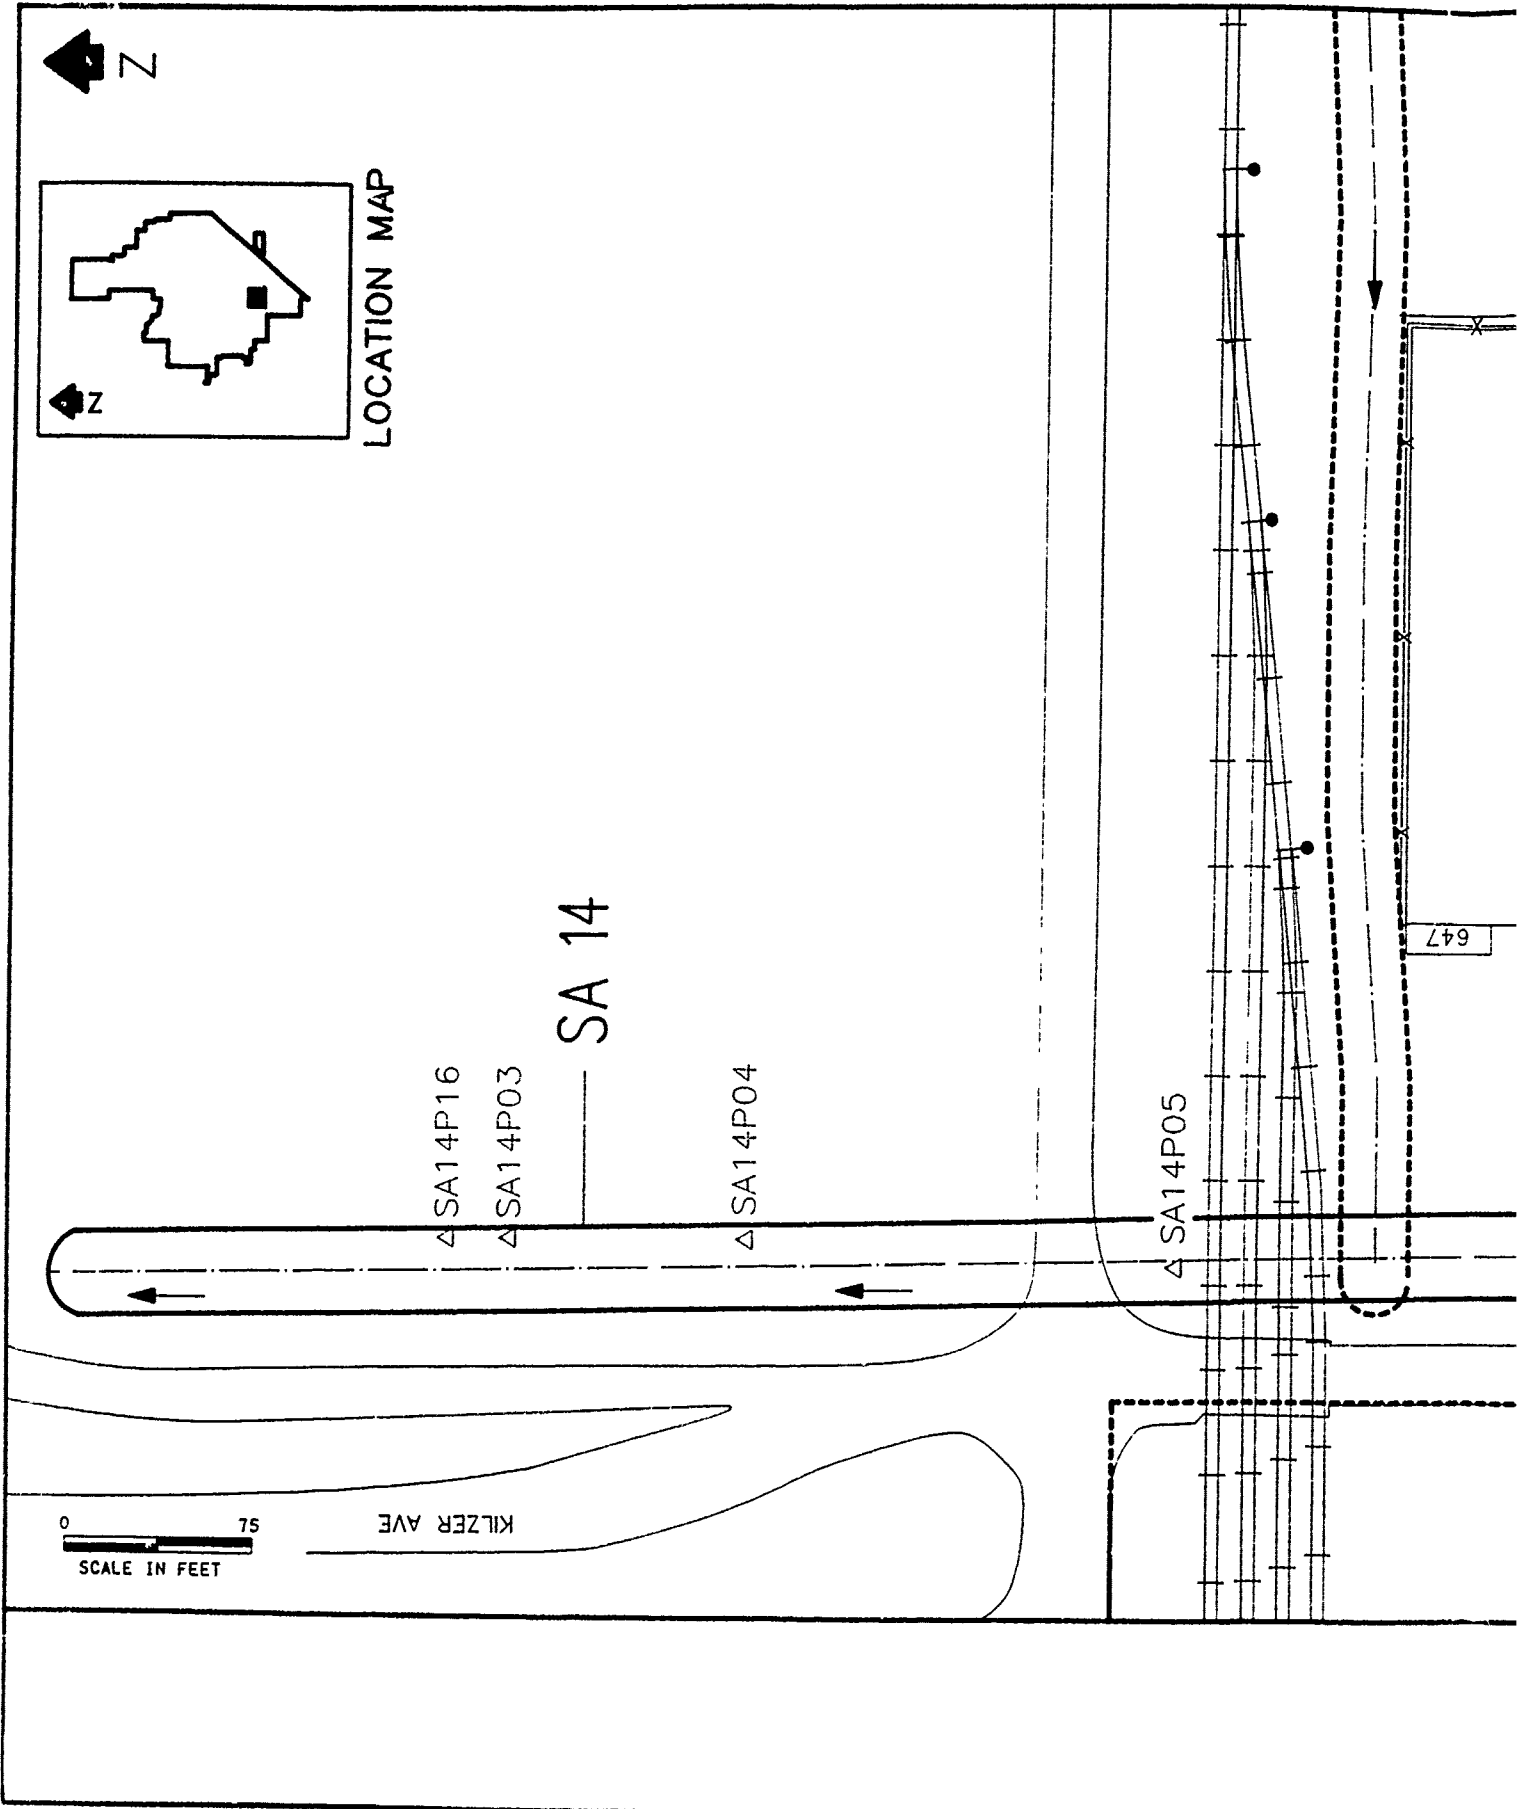 Z
Z
LOCATION MAP
SA 14
SA14P16
SA14P03
SA14P04
SA14P05
647
KILZER AVE
0 75
SCALE IN FEET